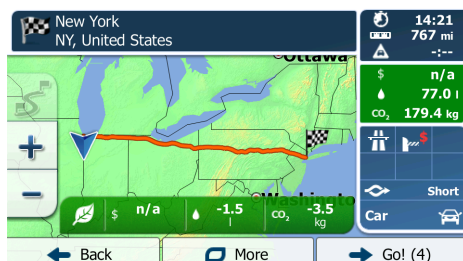 New York
NY, United States
14:21
767 mi
-:--
$ n/a
77.0 l
CO₂ 179.4 kg
Ottawa
Washingto
+
−
$ n/a
-1.5
l
CO₂ -3.5
kg
$
Short
Car
Back
More
Go! (4)